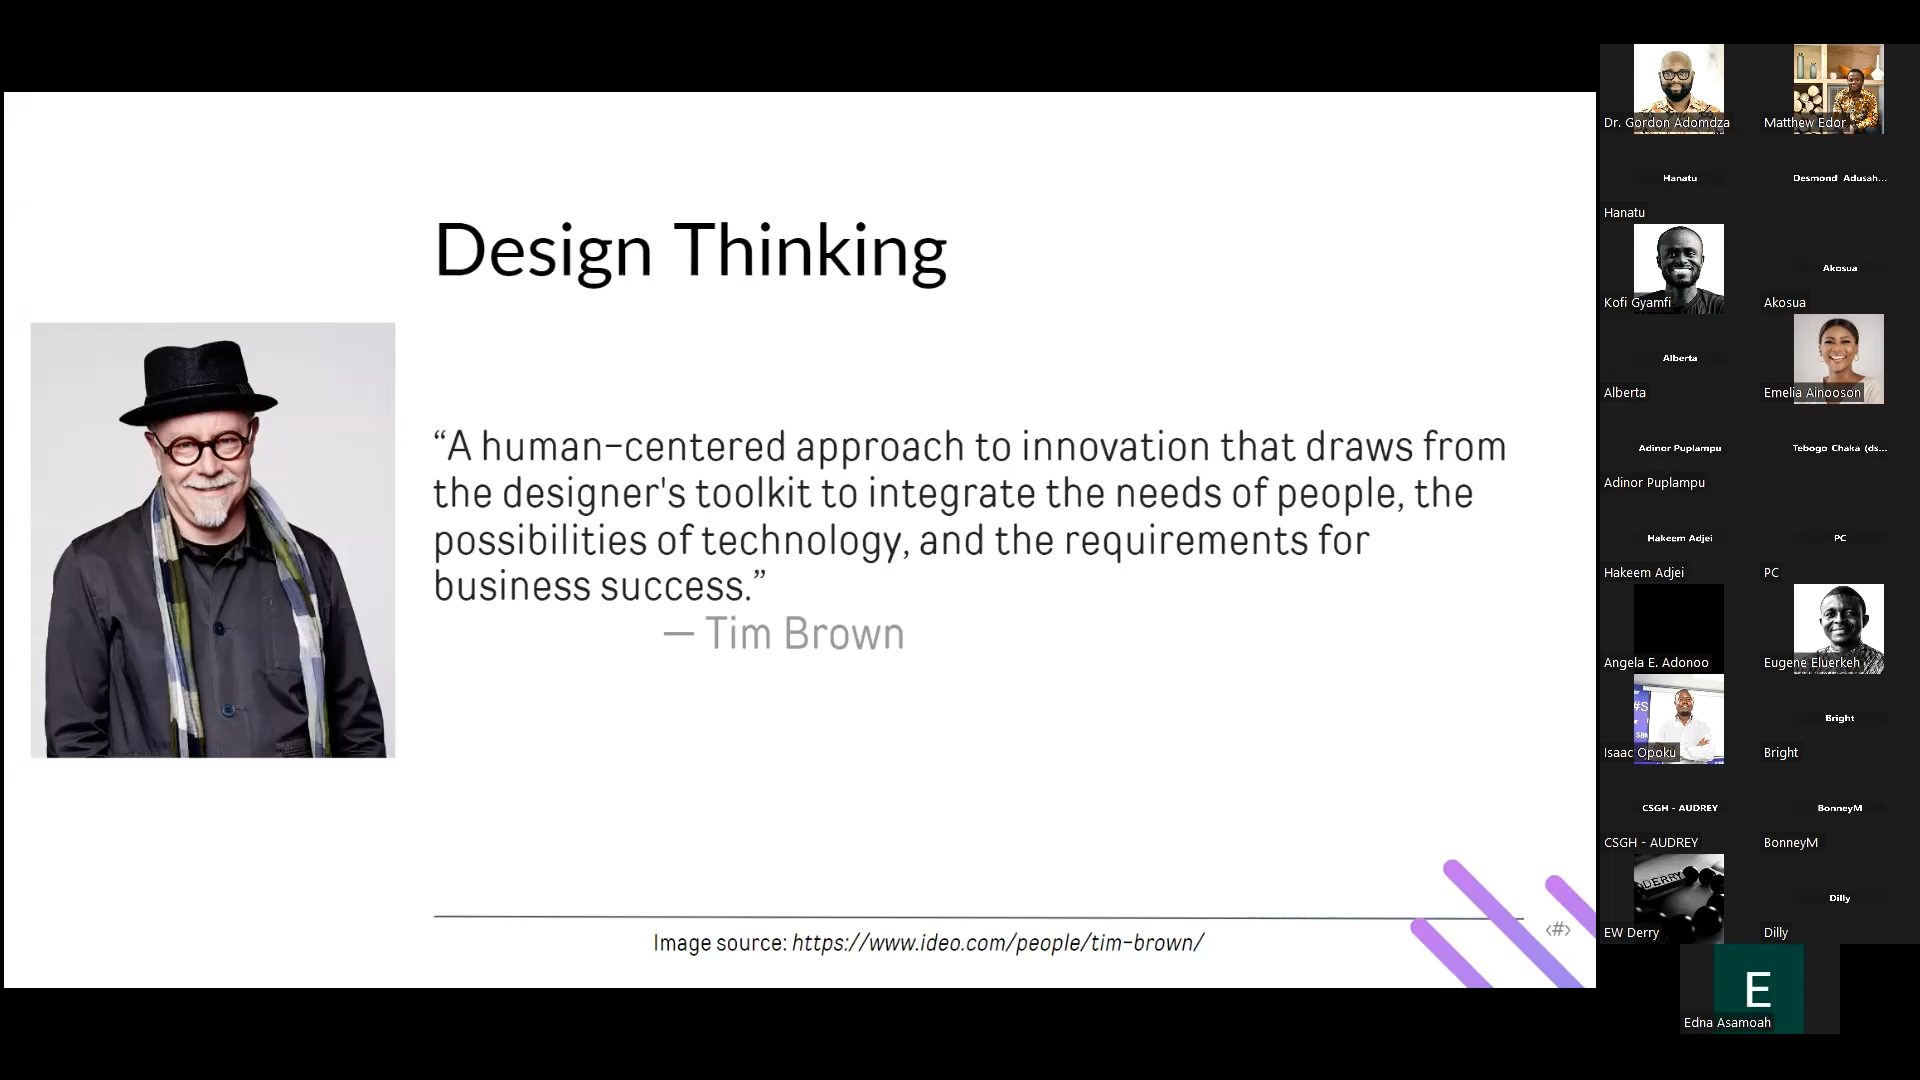 Design Thinking
“A human-centered approach to innovation that draws from
the designer's toolkit to integrate the needs of people, the
possibilities of technology, and the requirements for
business success.”
— Tim Brown
Image source: https://www.ideo.com/people/tim-brown/
‹#›
Dr. Gordon Adomdza
Matthew Edor
Hanatu
Desmond Adusah...
Hanatu
Kofi Gyamfi
Akosua
Akosua
Alberta
Alberta
Emelia Ainooson
Adinor Puplampu
Tebogo Chaka (ds...
Adinor Puplampu
Hakeem Adjei
PC
Hakeem Adjei
PC
Angela E. Adonoo
Eugene Eluerkeh
#S
SBI
Isaac Opoku
Bright
Bright
CSGH - AUDREY
BonneyM
CSGH - AUDREY
BonneyM
DERRY
EW Derry
Dilly
Dilly
E
Edna Asamoah